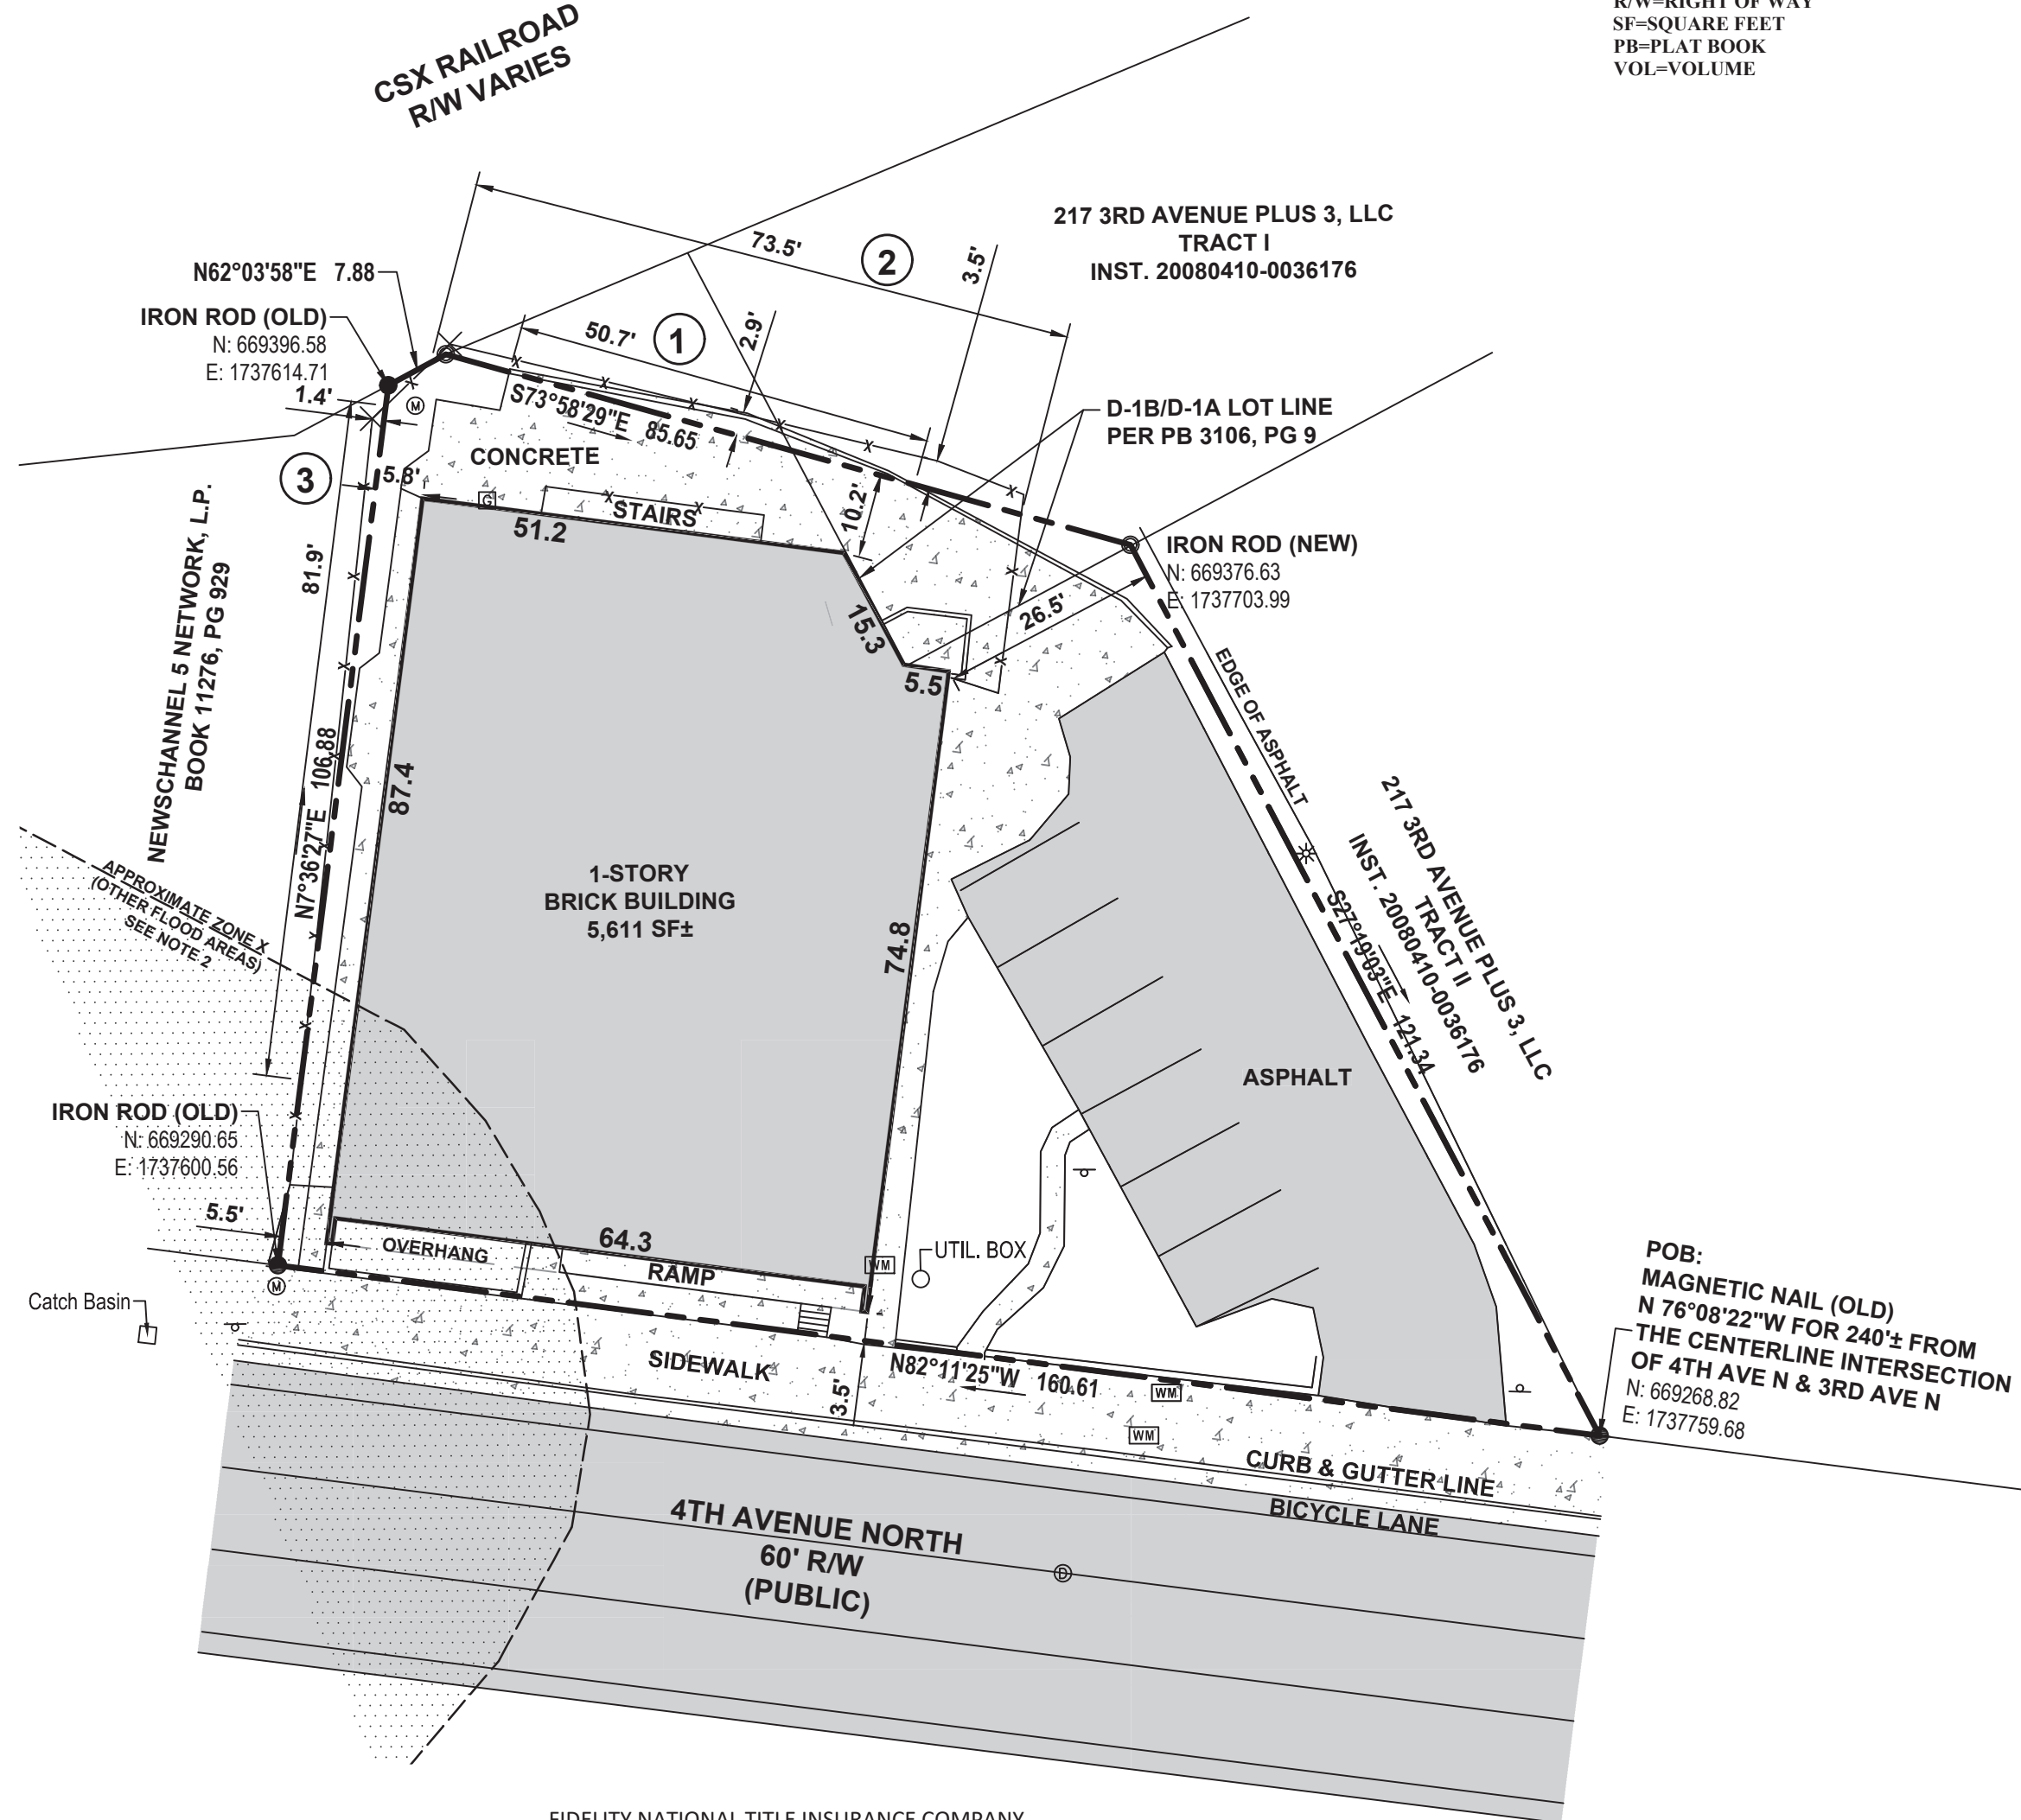 R/W=RIGHT OF WAY
SF=SQUARE FEET
PB=PLAT BOOK
VOL=VOLUME
CSX RAILROAD
R/W VARIES
217 3RD AVENUE PLUS 3, LLC
TRACT I
INST. 20080410-0036176
73.5'
2
3.5'
N62°03'58"E 7.88
IRON ROD (OLD)
N: 669396.58
E: 1737614.71
1.4'
M
50.7'
1
2.9'
S73°58'29"E 85.65
D-1B/D-1A LOT LINE
PER PB 3106, PG 9
CONCRETE
3
5.8'
G
STAIRS
51.2
10.2'
IRON ROD (NEW)
N: 669376.63
E: 1737703.99
26.5'
15.3
5.5
81.9'
NEWSCHANNEL 5 NETWORK, L.P.
BOOK 11276, PG 929
N7°36'27"E 106.88
87.4
EDGE OF ASPHALT
217 3RD AVENUE PLUS 3, LLC
TRACT II
INST. 20080410-0036176
S27°19'03"E 121.34
APPROXIMATE ZONE X
(OTHER FLOOD AREAS)
SEE NOTE 2
1-STORY
BRICK BUILDING
5,611 SF±
74.8
ASPHALT
IRON ROD (OLD)
N: 669290.65
E: 1737600.56
5.5'
M
OVERHANG
64.3
RAMP
WM
UTIL. BOX
Catch Basin
SIDEWALK
3.5'
N82°11'25"W 160.61
WM
WM
POB:
MAGNETIC NAIL (OLD)
N 76°08'22"W FOR 240'± FROM
THE CENTERLINE INTERSECTION
OF 4TH AVE N & 3RD AVE N
N: 669268.82
E: 1737759.68
CURB & GUTTER LINE
BICYCLE LANE
4TH AVENUE NORTH
60' R/W
(PUBLIC)
D
FIDELITY NATIONAL TITLE INSURANCE COMPANY